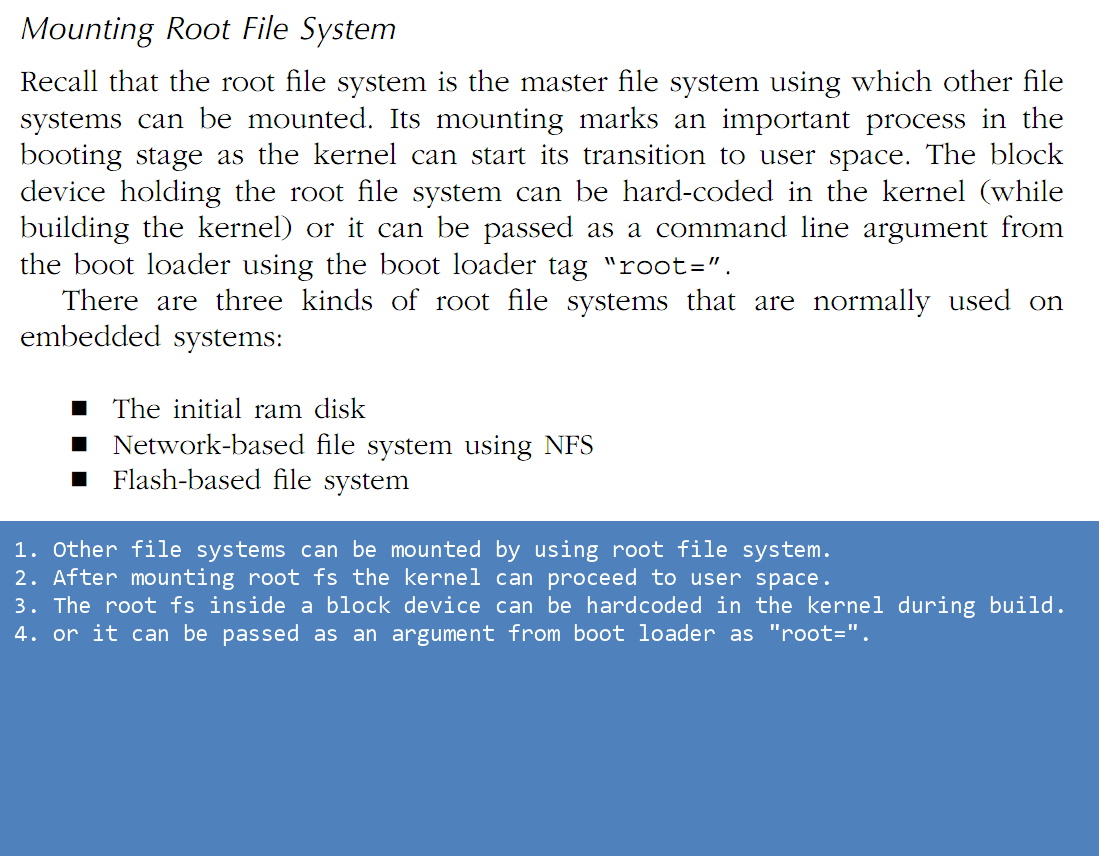 Mounting Root File System
Recall that the root file system is the master file system using which other file
systems can be mounted. Its mounting marks an important process in the
booting stage as the kernel can start its transition to user space. The block
device holding the root file system can be hard-coded in the kernel (while
building the kernel) or it can be passed as a command line argument from
the boot loader using the boot loader tag “root=”.
There are three kinds of root file systems that are normally used on
embedded systems:
■ The initial ram disk
■ Network-based file system using NFS
■ Flash-based file system
1. Other file systems can be mounted by using root file system.
2. After mounting root fs the kernel can proceed to user space.
3. The root fs inside a block device can be hardcoded in the kernel during build.
4. or it can be passed as an argument from boot loader as "root=".